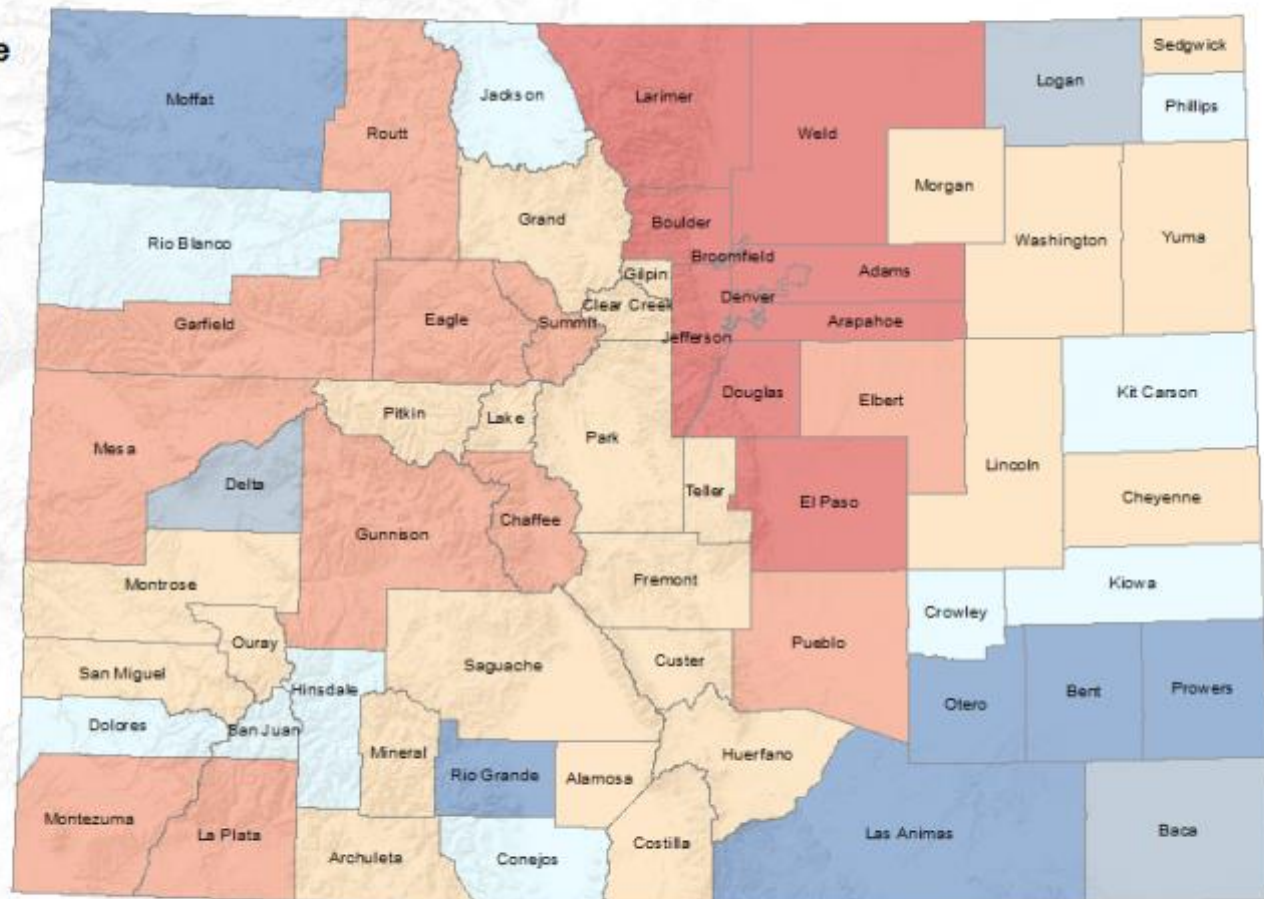 e
Moffat
Routt
Jackson
Larimer
Weld
Logan
Sedgwick
Phillips
Morgan
Grand
Boulder
Washington
Yuma
Rio Blanco
Broomfield
Gilpin
Adams
Clear Creek
Denver
Garfield
Eagle
Summit
Arapahoe
Jefferson
Douglas
Elbert
Kit Carson
Pitkin
Lake
Park
Mesa
Delta
Lincoln
Teller
El Paso
Cheyenne
Gunnison
Chaffee
Montrose
Fremont
Kiowa
Crowley
Ouray
Saguache
Custer
Pueblo
San Miguel
Hinsdale
Otero
Bent
Prowers
Dolores
San Juan
Mineral
Huerfano
Rio Grande
Alamosa
Montezuma
La Plata
Costilla
Las Animas
Baca
Archuleta
Conejos